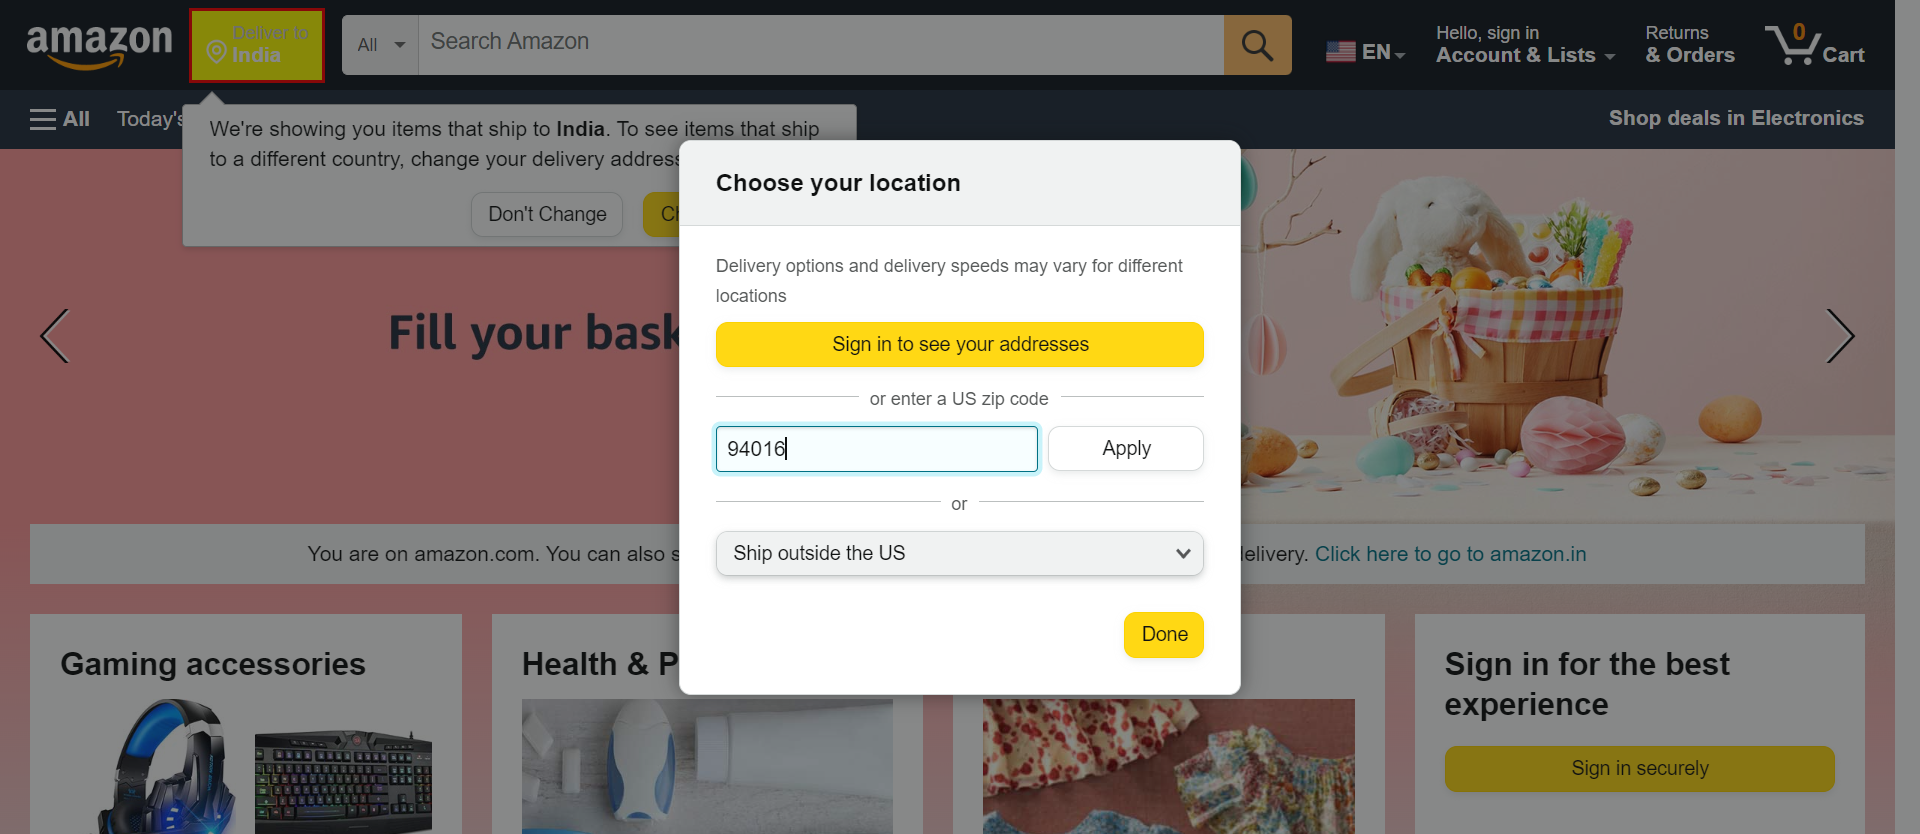 amazon
Deliver to
India
All
Search Amazon
EN
Hello, sign in
Account & Lists
Returns
& Orders
0
Cart
All
Today's
Shop deals in Electronics
We're showing you items that ship to India. To see items that ship
to a different country, change your delivery address
Don't Change
Ch
Choose your location
Delivery options and delivery speeds may vary for different
locations
Sign in to see your addresses
or enter a US zip code
94016
Apply
or
Ship outside the US
Done
Fill your bask
You are on amazon.com. You can also s
delivery. Click here to go to amazon.in
Gaming accessories
Health & P
Sign in for the best
experience
Sign in securely